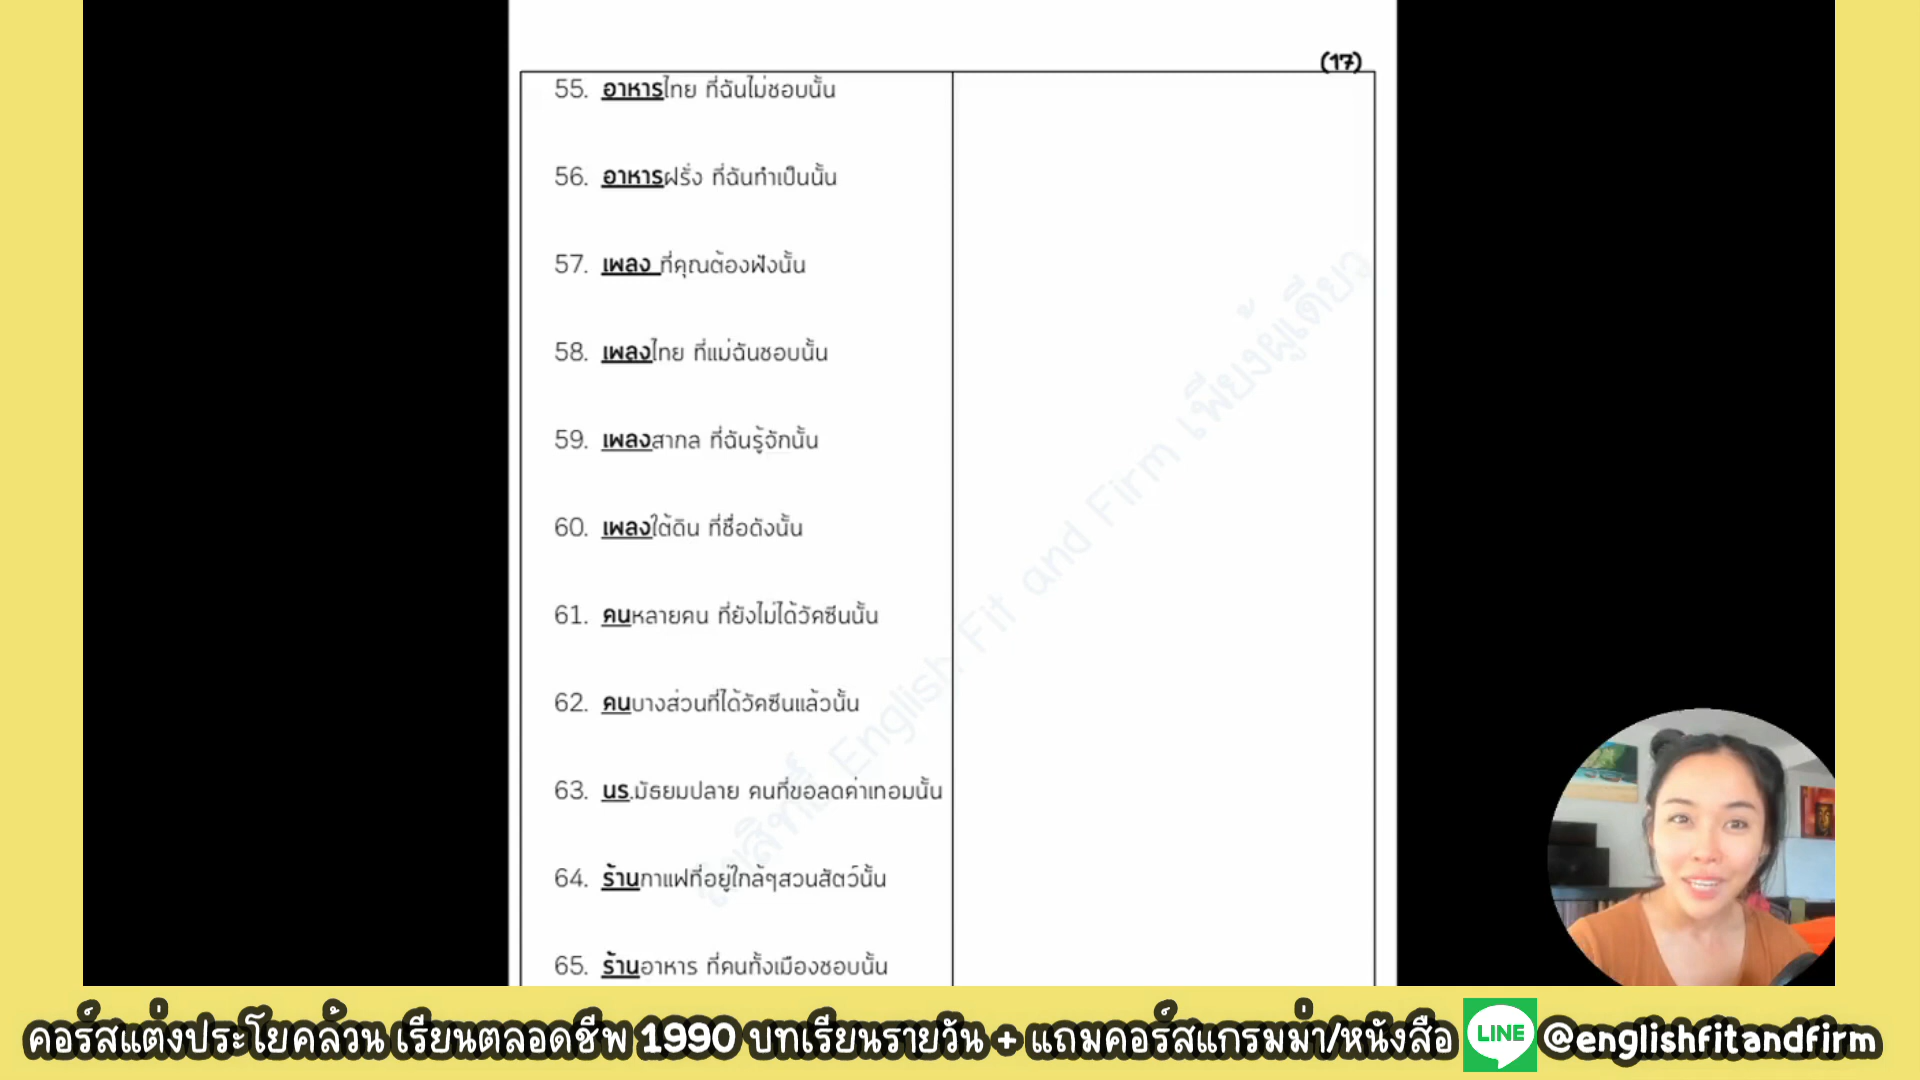 (17)
55. อาหารไทย ที่ฉันไม่ชอบนั้น
56. อาหารฝรั่ง ที่ฉันทำเป็นนั้น
57. เพลง ที่คุณต้องฟังนั้น
58. เพลงไทย ที่แม่ฉันชอบนั้น
59. เพลงสากล ที่ฉันรู้จักนั้น
60. เพลงใต้ดิน ที่ชื่อดังนั้น
61. คนหลายคน ที่ยังไม่ได้วัคซีนนั้น
62. คนบางส่วนที่ได้วัคซีนแล้วนั้น
63. นร.มัธยมปลาย คนที่ขอลดค่าเทอมนั้น
64. ร้านกาแฟที่อยู่ใกล้ๆสวนสัตว์นั้น
65. ร้านอาหาร ที่คนทั้งเมืองชอบนั้น
English Fit and Firm เพียงผู้เดียว
คอร์สแต่งประโยคล้วน เรียนตลอดชีพ 1990 บทเรียนรายวัน + แถมคอร์สแกรมม่า/หนังสือ LINE @englishfitandfirm